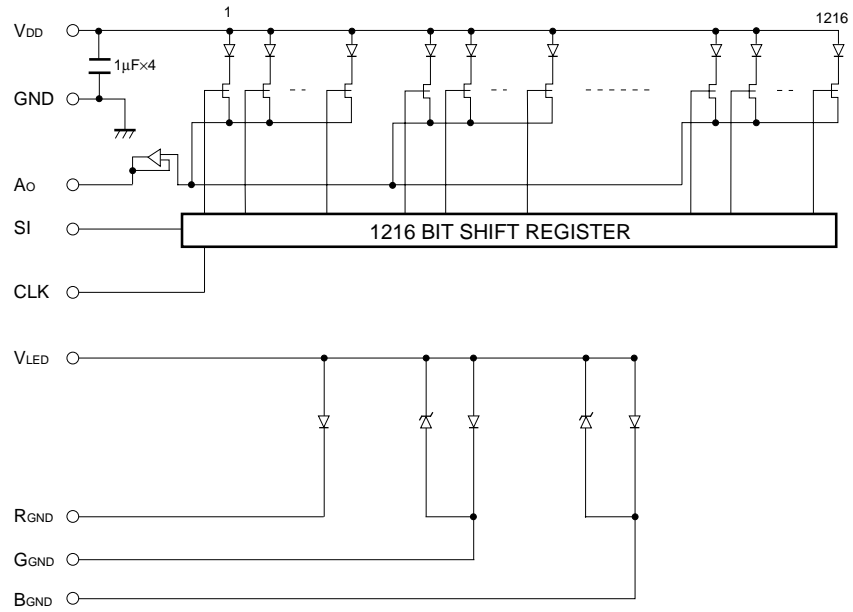 1
1216
VDD
1μF×4
GND
AO
SI
1216 BIT SHIFT REGISTER
CLK
VLED
RGND
GGND
BGND